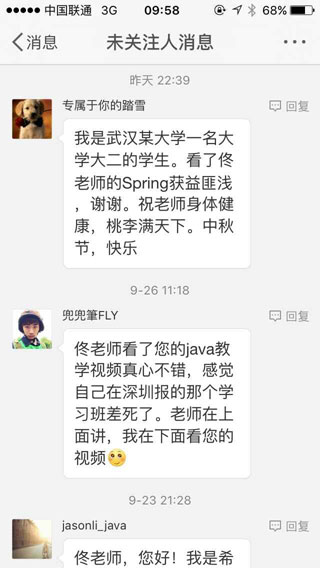 中国联通 3G 09:58 68%
消息 未关注人消息
昨天 22:39
专属于你的踏雪 回复
我是武汉某大学一名大
学大二的学生。看了佟
老师的Spring获益匪浅
，谢谢。祝老师身体健
康，桃李满天下。中秋
节，快乐
9-26 11:18
兜兜筆FLY 回复
佟老师看了您的java教
学视频真心不错，感觉
自己在深圳报的那个学
习班差死了。老师在上
面讲，我在下面看您的
视频
9-23 21:28
jasonli_java 回复
佟老师，您好！我是希